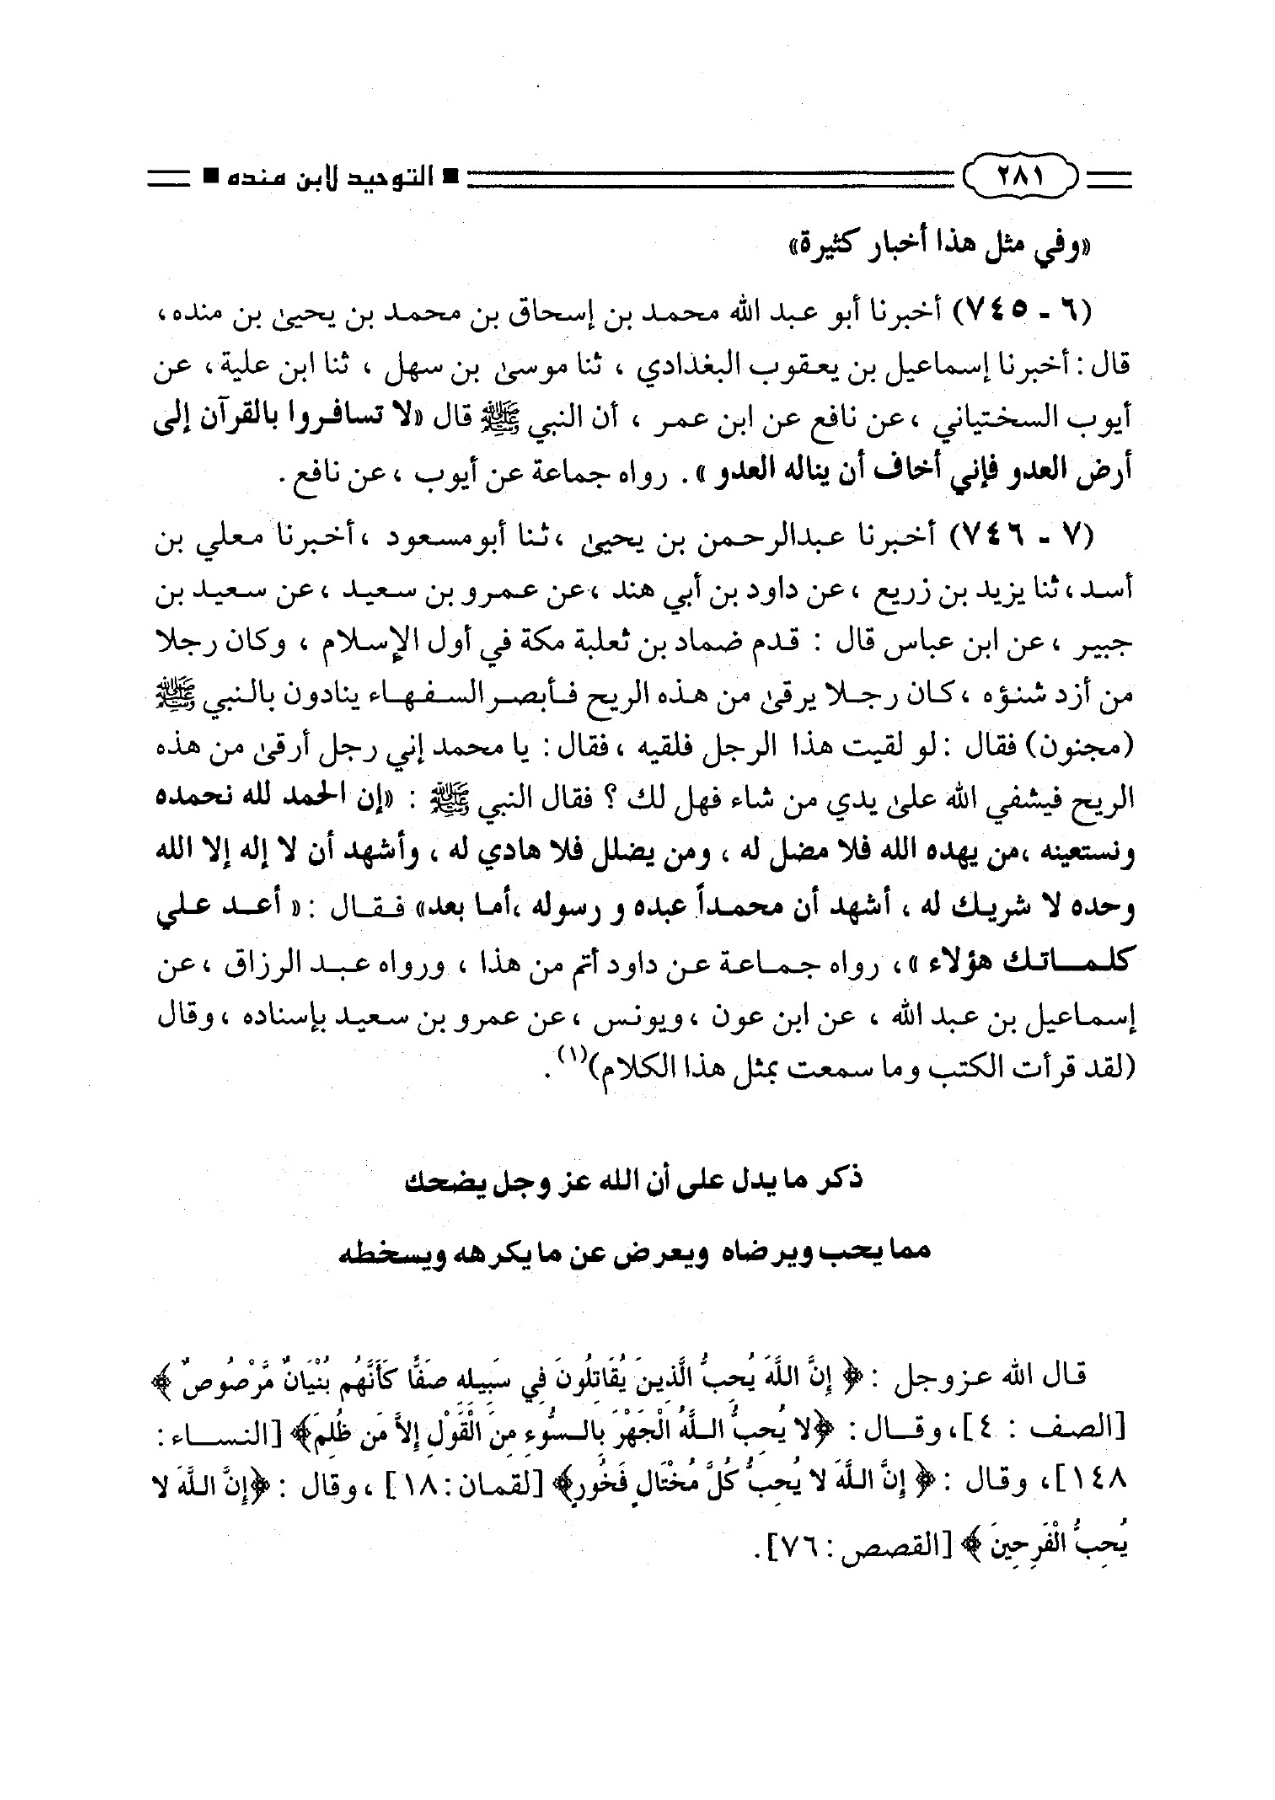 ٢٨١ ■ التوحيد لابن منده ■
«وفي مثل هذا أخبار كثيرة»
(٦ - ٧٤٥) أخبرنا أبو عبد الله محمد بن إسحاق بن محمد بن يحيىٰ بن منده،
قال : أخبرنا إسماعيل بن يعقوب البغدادي ، ثنا موسىٰ بن سهل ، ثنا ابن علية، عن
أيوب السختياني ، عن نافع عن ابن عمر ، أن النبي ﷺ قال «لا تسافروا بالقرآن إلى
أرض العدو فإني أخاف أن يناله العدو ». رواه جماعة عن أيوب ، عن نافع.
(٧ - ٧٤٦) أخبرنا عبدالرحمن بن يحيىٰ ،ثنا أبومسعود ،أخبرنا معلي بن
أسد، ثنا يزيد بن زريع ، عن داود بن أبي هند ، عن عمرو بن سعيد ، عن سعيد بن
جبير ، عن ابن عباس قال : قدم ضماد بن ثعلبة مكة في أول الإسلام ، وكان رجلا
من أزد شنؤه ، كان رجلا يرقىٰ من هذه الريح فأبصر السفهاء ينادون بالنبي ﷺ
(مجنون) فقال : لو لقيت هذا الرجل فلقيه ، فقال: يا محمد إني رجل أرقىٰ من هذه
الريح فيشفي الله علىٰ يدي من شاء فهل لك ؟ فقال النبي ﷺ : «إن الحمد لله نحمده
ونستعينه ،من يهده الله فلا مضل له ، ومن يضلل فلا هادي له ، وأشهد أن لا إله إلا الله
وحده لا شريك له ، أشهد أن محمداً عبده و رسوله ،أما بعد» فقال :« أعد علي
كلماتك هؤلاء »، رواه جماعة عن داود أتم من هذا ، ورواه عبد الرزاق ، عن
إسماعيل بن عبد الله ، عن ابن عون ، ويونس ، عن عمرو بن سعيد بإسناده ، وقال
(لقد قرأت الكتب وما سمعت بمثل هذا الكلام)(١).
ذكر ما يدل على أن الله عز وجل يضحك
مما يحب ويرضاه ويعرض عن ما يكرهه ويسخطه
قال الله عزوجل : ﴿ إِنَّ اللَّهَ يُحِبُّ الَّذِينَ يُقَاتِلُونَ فِي سَبِيلِهِ صَفًّا كَأَنَّهُم بُنْيَانٌ مَّرْصُوصٌ ﴾
[الصف : ٤]، وقال: ﴿لا يُحِبُّ اللَّهُ الْجَهْرَ بِالسُّوءِ مِنَ الْقَوْلِ إِلاَّ مَن ظُلِمَ﴾ [النساء :
١٤٨]، وقال : ﴿ إِنَّ اللَّهَ لا يُحِبُّ كُلَّ مُخْتَالٍ فَخُورٍ﴾ [لقمان: ١٨] ، وقال : ﴿إِنَّ اللَّهَ لا
يُحِبُّ الْفَرِحِينَ ﴾ [القصص : ٧٦].